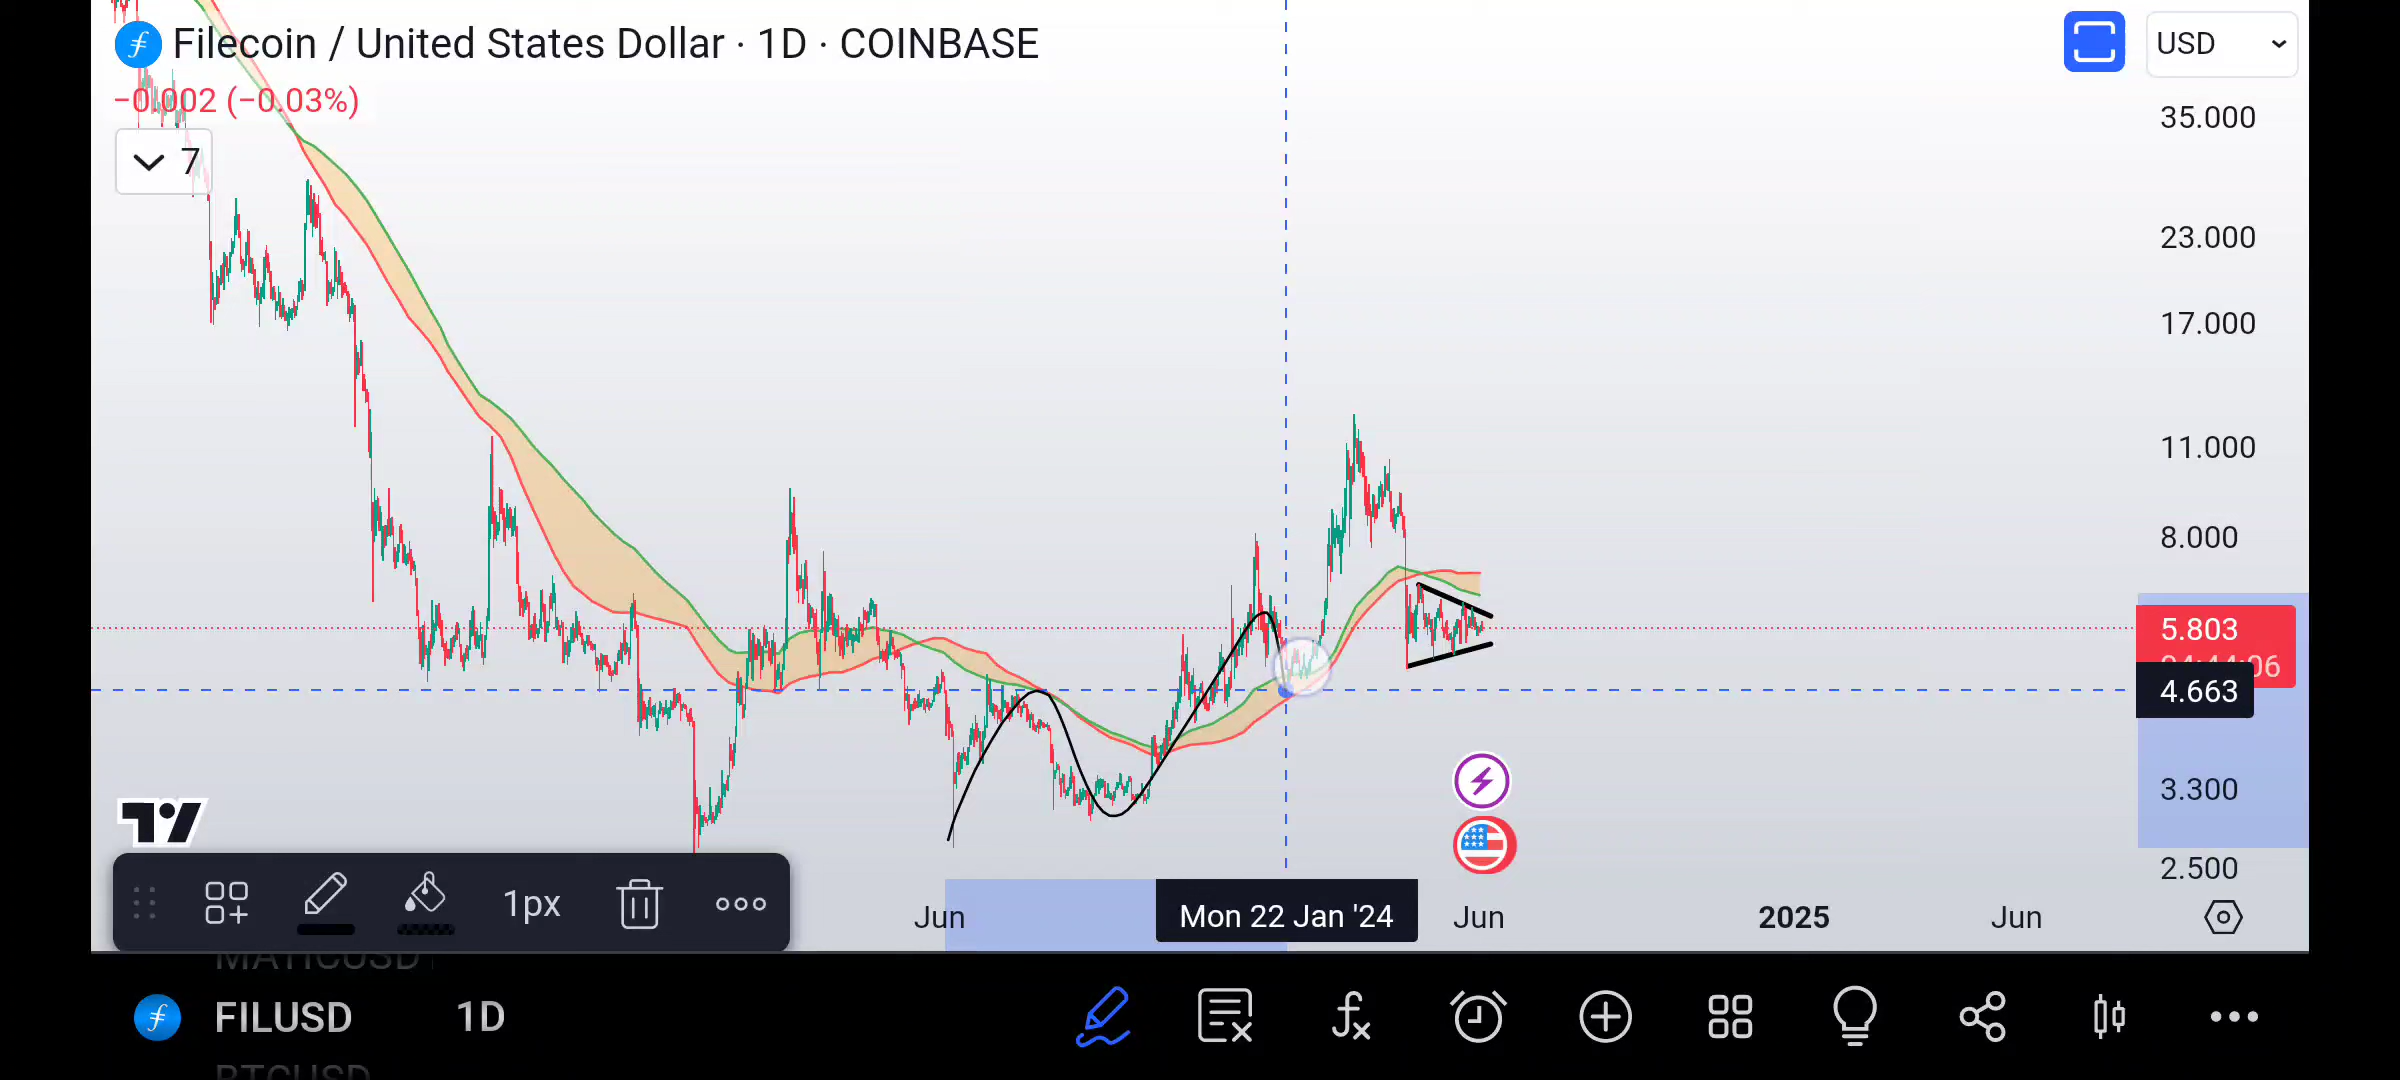 Filecoin / United States Dollar · 1D · COINBASE
USD
−0.002 (−0.03%)
7
35.000
23.000
17.000
11.000
8.000
5.803
4.663
3.300
2.500
1px
Jun
Mon 22 Jan '24
Jun
2025
Jun
MATICUSD
FILUSD
1D
BTCUSD